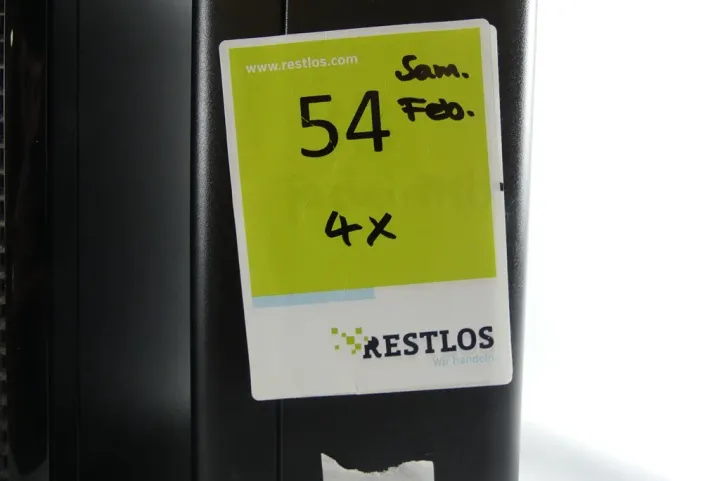 www.restlos.com
Sam.
Feb.
54
4x
RESTLOS
Wir handeln